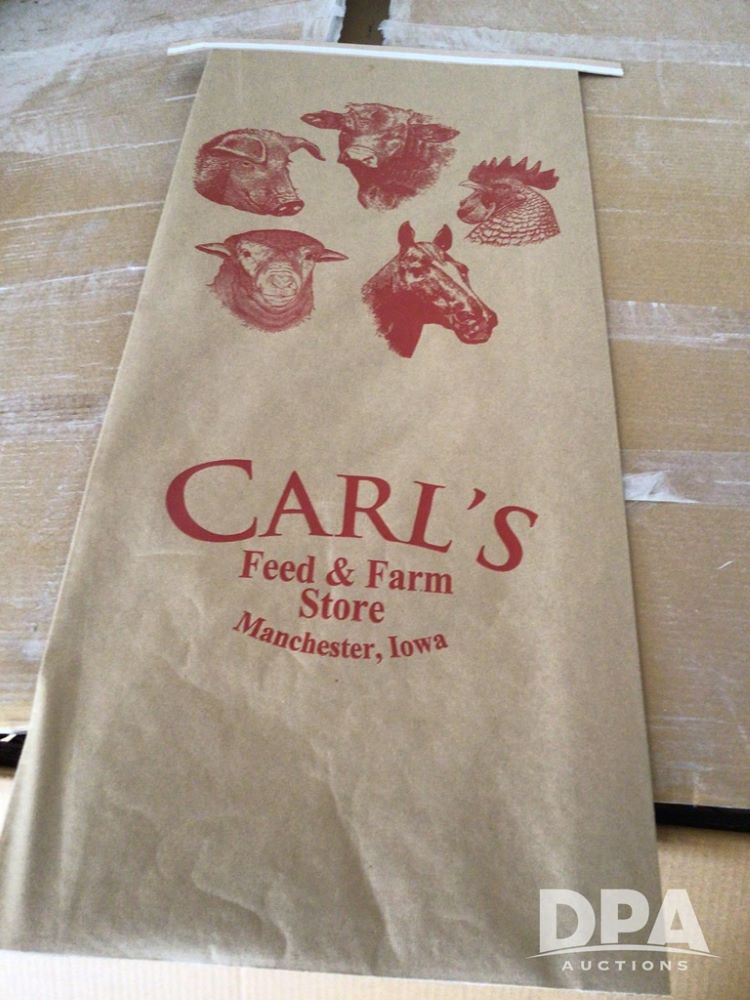 CARL'S
Feed & Farm
Store
Manchester, Iowa
DPA
AUCTIONS